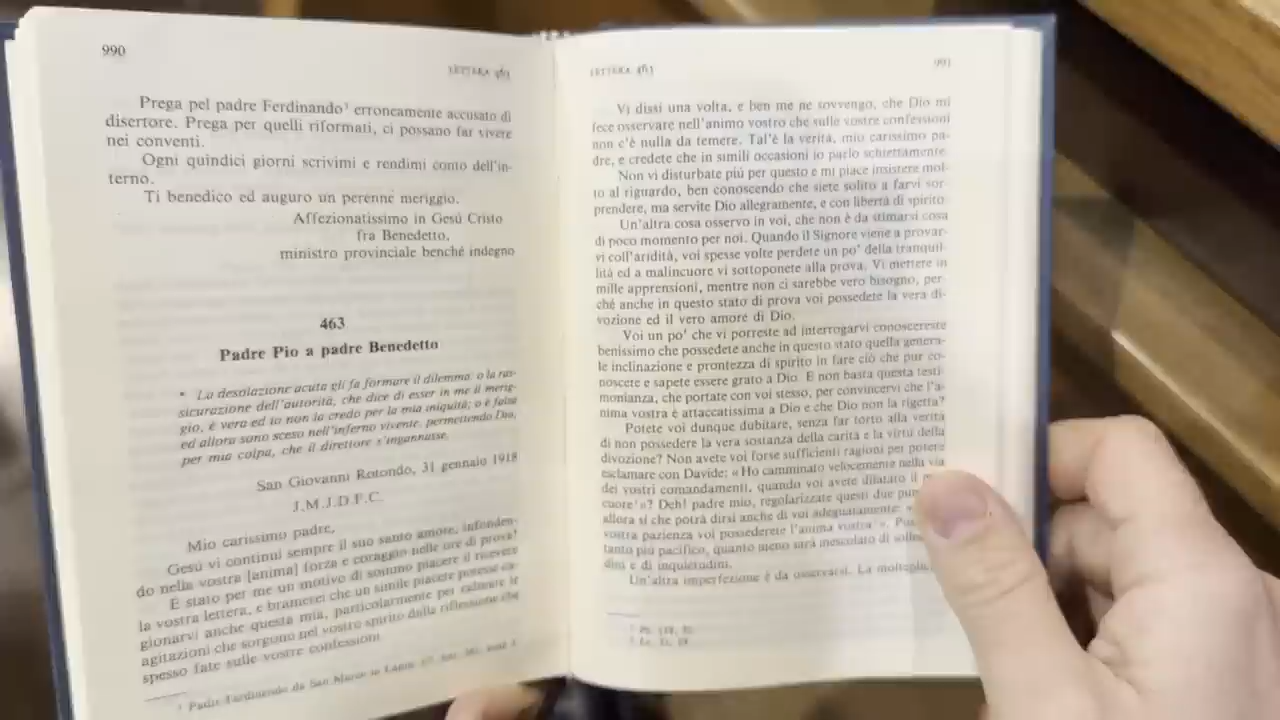 990
LETTERA 463
Prega pel padre Ferdinando¹ erroneamente accusato di
disertore. Prega per quelli riformati, ci possano far vivere
nei conventi.
Ogni quindici giorni scrivimi e rendimi conto dell'in-
terno.
Ti benedico ed auguro un perenne meriggio.
Affezionatissimo in Gesù Cristo
fra Benedetto,
ministro provinciale benché indegno
463
Padre Pio a padre Benedetto
* La desolazione acuta gli fa formare il dilemma: o la ras-
sicurazione dell'autorità, che dice di esser in me il merig-
gio, è vera ed io non la credo per la mia iniquità; o è falsa
ed allora sono sceso nell'inferno vivente, permettendo Dio,
per mia colpa, che il direttore s'ingannasse.
San Giovanni Rotondo, 31 gennaio 1918
J.M.J.D.F.C.
Mio carissimo padre,
Gesù vi continui sempre il suo santo amore, infonden-
do nella vostra [anima] forza e coraggio nelle ore di prova!
È stato per me un motivo di sommo piacere il ricevere
la vostra lettera, e bramerei che un simile piacere potesse ca-
gionarvi anche questa mia, particolarmente per calmare le
agitazioni che sorgono nel vostro spirito dalla riflessione che
spesso fate sulle vostre confessioni.
Padre Ferdinando da San Marco in Lamis
LETTERA 463
991
Vi dissi una volta, e ben me ne sovvengo, che Dio mi
fece osservare nell'animo vostro che sulle vostre confessioni
non c'è nulla da temere. Tal'è la verità, mio carissimo pa-
dre, e credete che in simili occasioni io parlo schiettamente.
Non vi disturbate più per questo e mi piace insistere mol-
to al riguardo, ben conoscendo che siete solito a farvi sor-
prendere, ma servite Dio allegramente, e con libertà di spirito.
Un'altra cosa osservo in voi, che non è da stimarsi cosa
di poco momento per noi. Quando il Signore viene a provar-
vi coll'aridità, voi spesse volte perdete un po' della tranquil-
lità ed a malincuore vi sottoponete alla prova. Vi mettere in
mille apprensioni, mentre non ci sarebbe vero bisogno, per-
ché anche in questo stato di prova voi possedete la vera di-
vozione ed il vero amore di Dio.
Voi un po' che vi porreste ad interrogarvi conoscereste
benissimo che possedete anche in questo stato quella genera-
le inclinazione e prontezza di spirito in fare ciò che pur co-
noscete e sapete essere grato a Dio. E non basta questa testi-
monianza, che portate con voi stesso, per convincervi che l'a-
nima vostra è attaccatissima a Dio e che Dio non la rigetta?
Potete voi dunque dubitare, senza far torto alla verità
di non possedere la vera sostanza della carità e la virtù della
divozione? Non avete voi forse sufficienti ragioni per potere
esclamare con Davide: «Ho camminato velocemente nella via
dei vostri comandamenti, quando voi avete dilatato il
cuore¹»? Deh! padre mio, regolarizzate questi due
allora sì che potrà dirsi anche di voi adeguatamente:
vostra pazienza voi possederete l'anima vostra²».
tanto più pacifico, quanto meno sarà mescolato di
dini e di inquietudini.
Un'altra imperfezione è da osservarsi. La